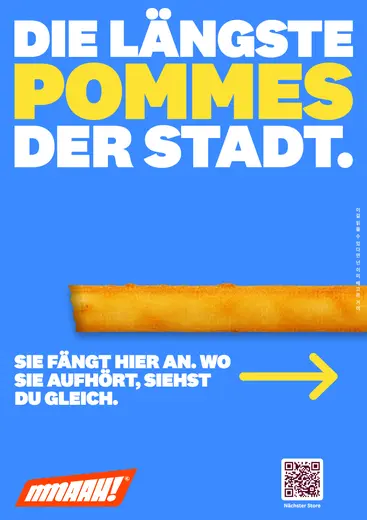 DIE LÄNGSTE
POMMES
DER STADT.
SIE FÄNGT HIER AN. WO
SIE AUFHÖRT, SIEHST
DU GLEICH.
MMAAH!
Nächster Store